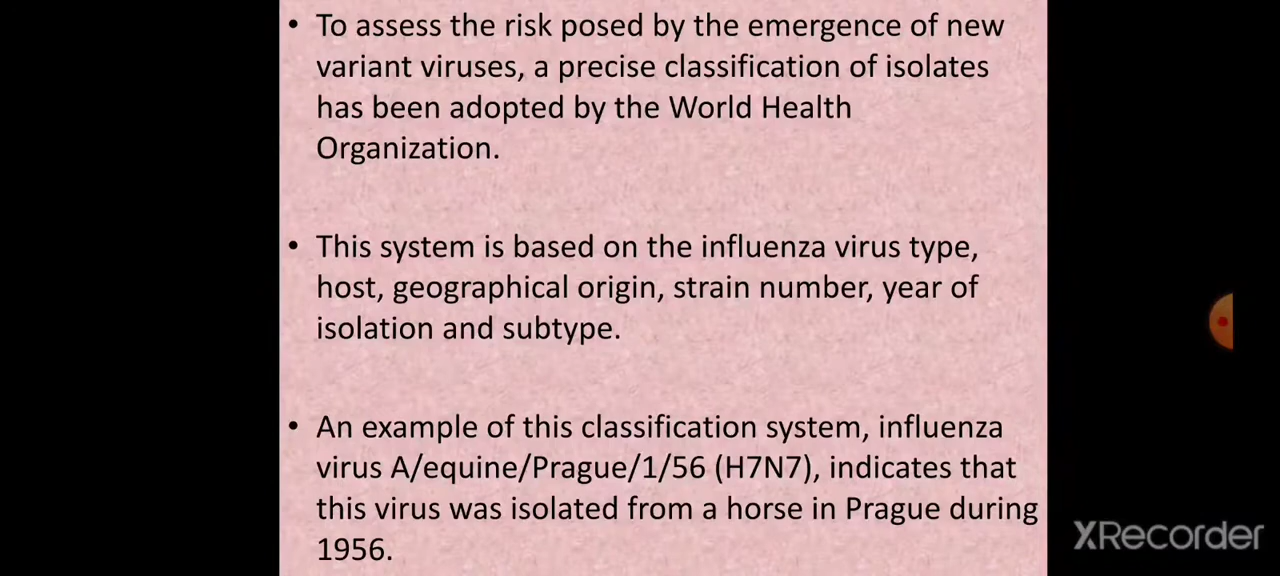 • To assess the risk posed by the emergence of new
variant viruses, a precise classification of isolates
has been adopted by the World Health
Organization.
• This system is based on the influenza virus type,
host, geographical origin, strain number, year of
isolation and subtype.
• An example of this classification system, influenza
virus A/equine/Prague/1/56 (H7N7), indicates that
this virus was isolated from a horse in Prague during
1956.
XRecorder